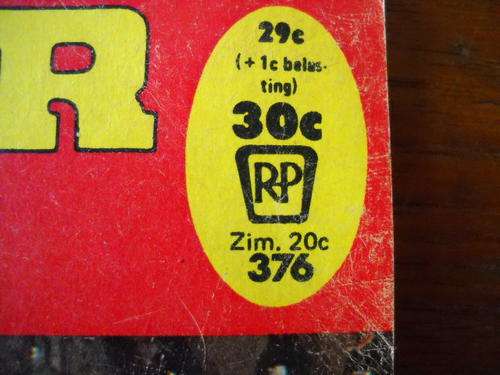 R
29c
(+1c belas-
ting)
30c
RP
Zim. 20c
376